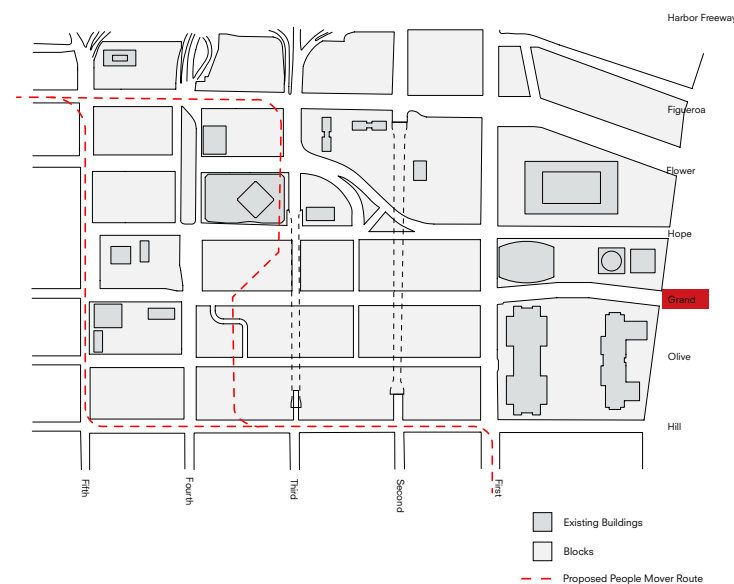 Harbor Freeway
Figueroa
Flower
Hope
Grand
Olive
Hill
Fifth
Fourth
Third
Second
First
Existing Buildings
Blocks
Proposed People Mover Route